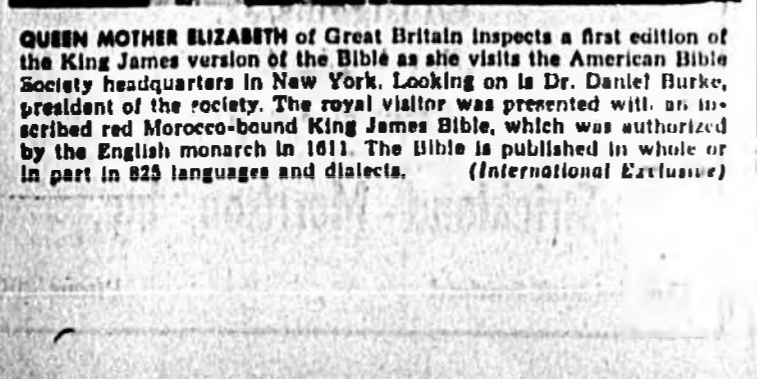 QUEEN MOTHER ELIZABETH of Great Britain inspects a first edition of
the King James version of the Bible as she visits the American Bible
Society headquarters in New York. Looking on is Dr. Daniel Burke,
president of the society. The royal visitor was presented with an in-
scribed red Morocco-bound King James Bible, which was authorized
by the English monarch in 1611. The Bible is published in whole or
in part in 825 languages and dialects. (International Exclusive)